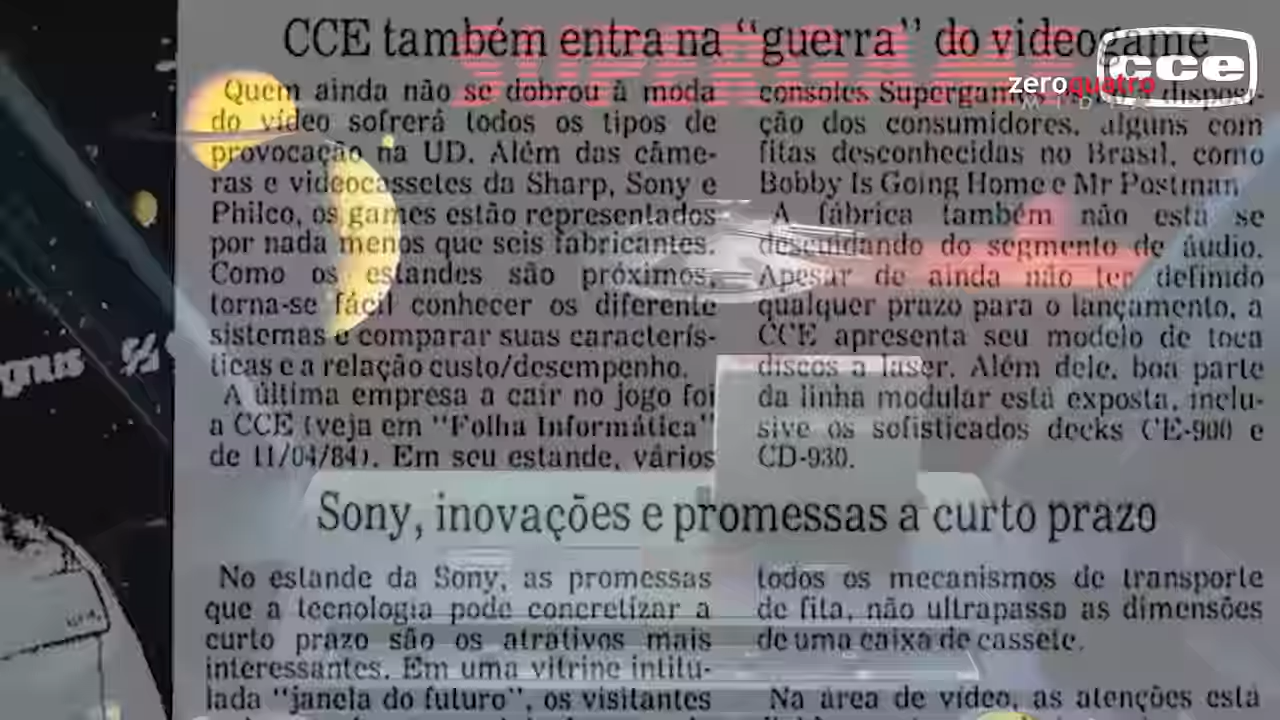 CCE também entra na "guerra" do videogame
cce
zeroquatro
MÍDIA
Quem ainda não se dobrou à moda
do vídeo sofrerá todos os tipos de
provocação na UD. Além das câme-
ras e videocassetes da Sharp, Sony e
Philco, os games estão representados
por nada menos que seis fabricantes.
Como os estandes são próximos,
torna-se fácil conhecer os diferente
sistemas e comparar suas caracterís-
ticas e a relação custo/desempenho.
A última empresa a cair no jogo foi
a CCE (veja em "Folha Informática"
de 11/04/84). Em seu estande, vários
consoles Supergame
ção dos consumidores, alguns com
fitas desconhecidas no Brasil, como
Bobby Is Going Home e Mr Postman
A fábrica também não está se
descuidando do segmento de áudio.
Apesar de ainda não ter definido
qualquer prazo para o lançamento, a
CCE apresenta seu modelo de toca
discos a laser. Além dele, boa parte
da linha modular está exposta, inclu-
sive os sofisticados decks CE-900 e
CD-930.
Sony, inovações e promessas a curto prazo
No estande da Sony, as promessas
que a tecnologia pode concretizar a
curto prazo são os atrativos mais
interessantes. Em uma vitrine intitu-
lada "janela do futuro", os visitantes
todos os mecanismos de transporte
de fita, não ultrapassa as dimensões
de uma caixa de cassete.
Na área de vídeo, as atenções está